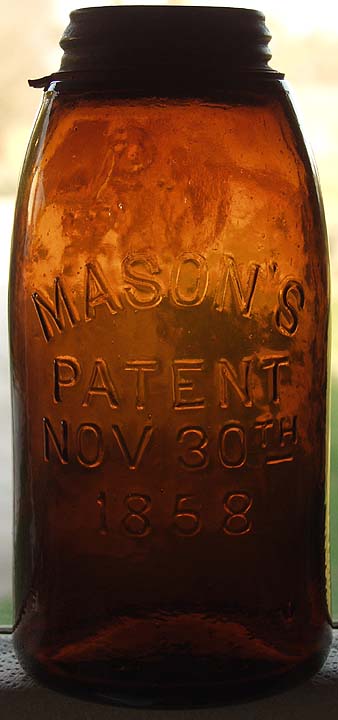 MASON'S
PATENT
NOV 30TH
1858